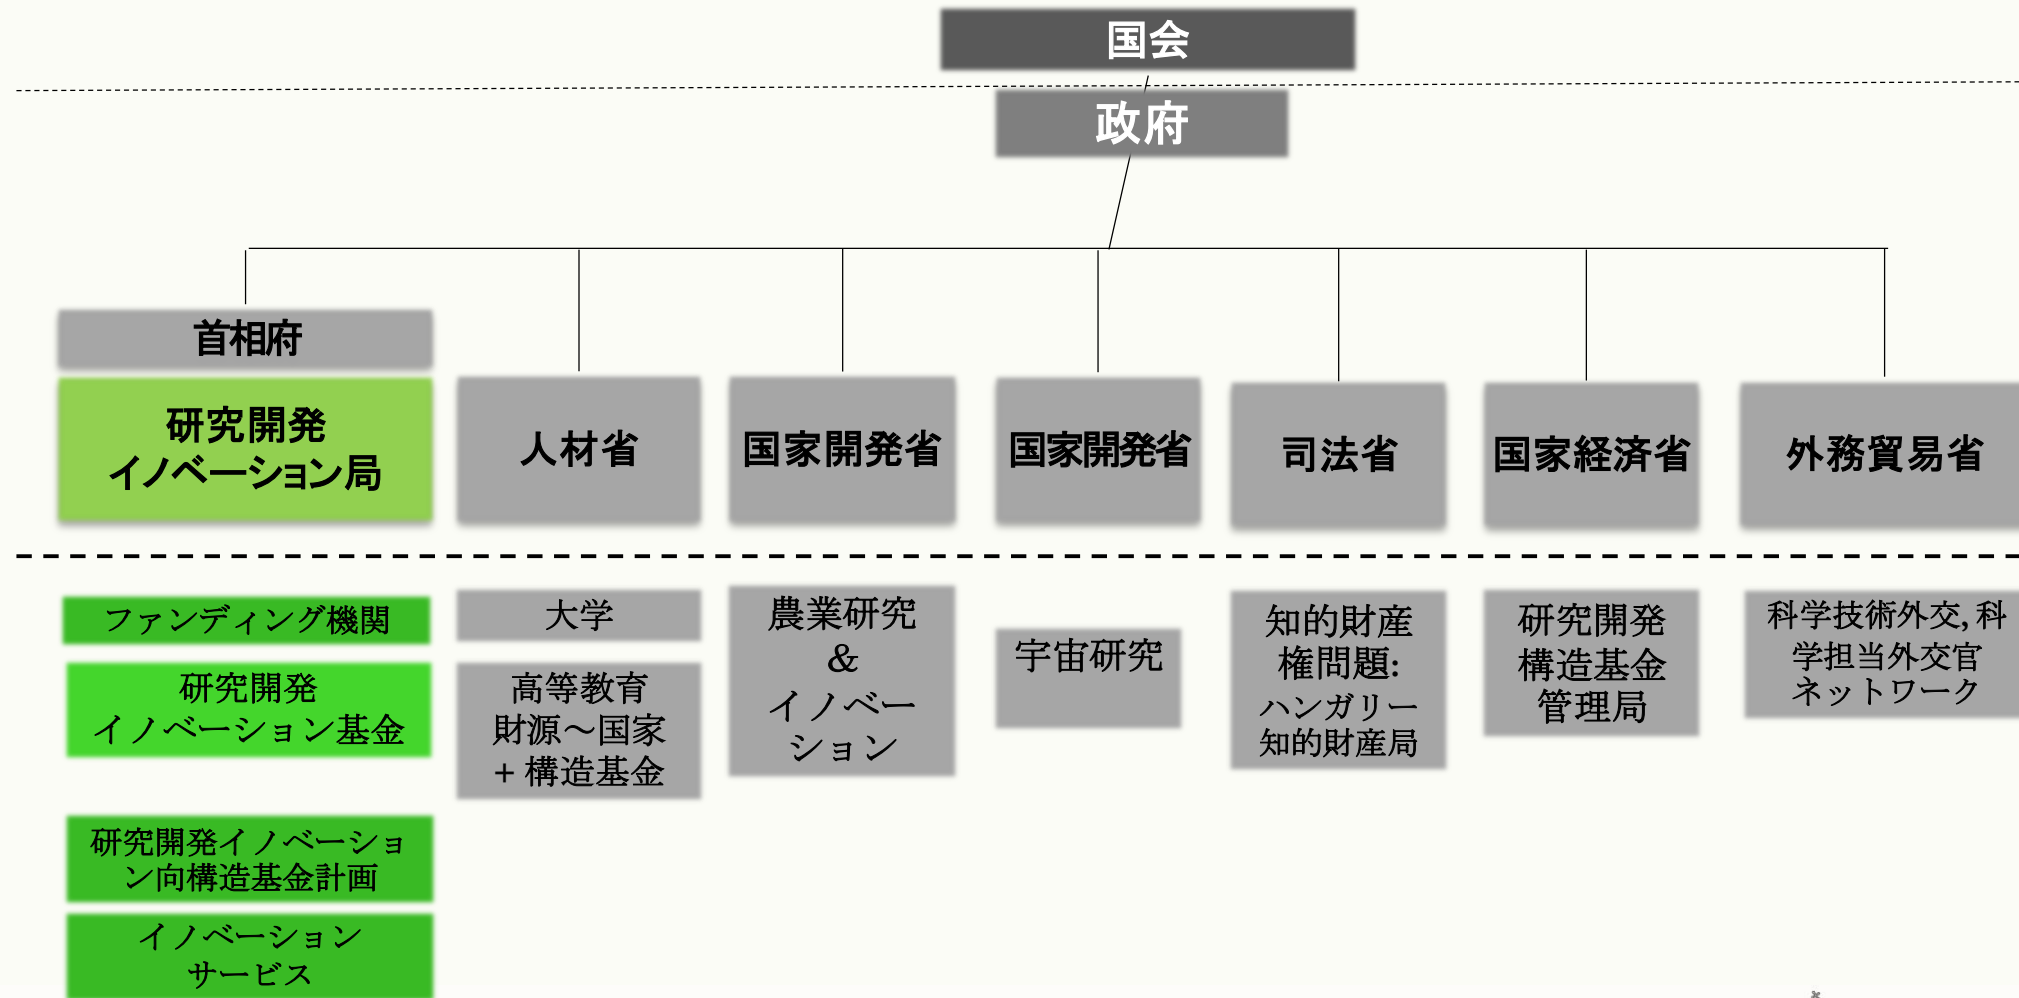 国会
政府
首相府
研究開発
イノベーション局
人材省
国家開発省
国家開発省
司法省
国家経済省
外務貿易省
ファンディング機関
研究開発
イノベーション基金
研究開発イノベーショ
ン向構造基金計画
イノベーション
サービス
大学
高等教育
財源～国家
+ 構造基金
農業研究
&
イノベー
ション
宇宙研究
知的財産
権問題:
ハンガリー
知的財産局
研究開発
構造基金
管理局
科学技術外交, 科
学担当外交官
ネットワーク